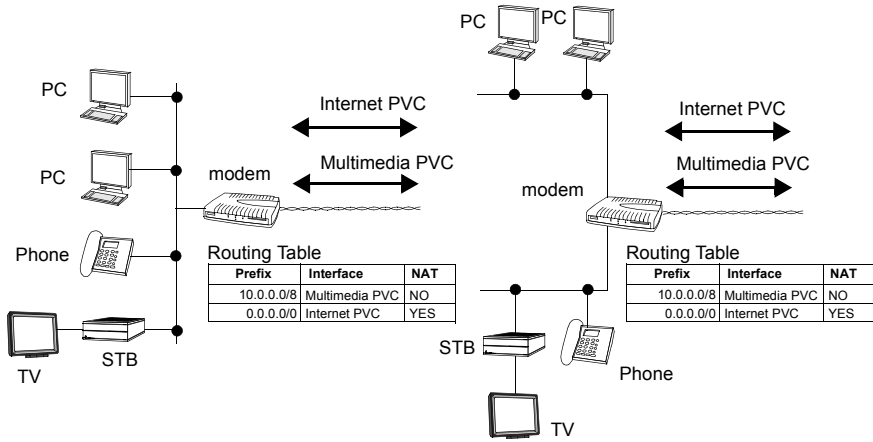 PC
PC
Phone
TV
STB
modem
Internet PVC
Multimedia PVC
Routing Table
Prefix Interface NAT
10.0.0.0/8 Multimedia PVC NO
0.0.0.0/0 Internet PVC YES
PC PC
modem
Internet PVC
Multimedia PVC
Routing Table
Prefix Interface NAT
10.0.0.0/8 Multimedia PVC NO
0.0.0.0/0 Internet PVC YES
STB
Phone
TV